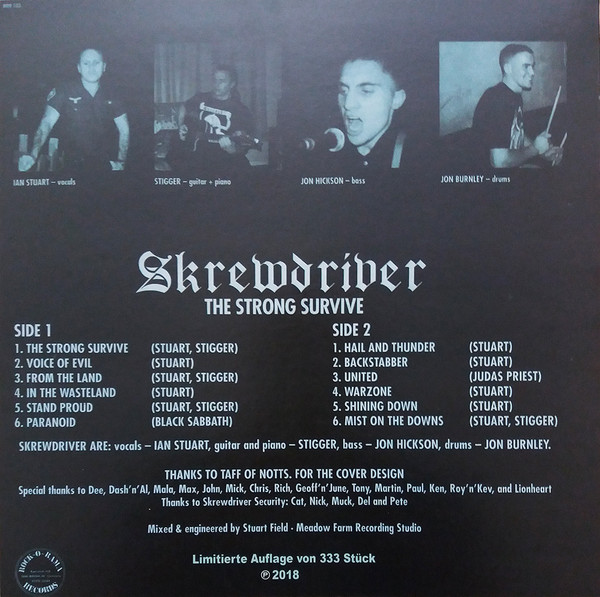 IAN STUART – vocals
STIGGER – guitar + piano
JON HICKSON – bass
JON BURNLEY – drums
Skrewdriver
THE STRONG SURVIVE
SIDE 1
1. THE STRONG SURVIVE (STUART, STIGGER)
2. VOICE OF EVIL (STUART)
3. FROM THE LAND (STUART, STIGGER)
4. IN THE WASTELAND (STUART)
5. STAND PROUD (STUART, STIGGER)
6. PARANOID (BLACK SABBATH)
SIDE 2
1. HAIL AND THUNDER (STUART)
2. BACKSTABBER (STUART)
3. UNITED (JUDAS PRIEST)
4. WARZONE (STUART)
5. SHINING DOWN (STUART)
6. MIST ON THE DOWNS (STUART, STIGGER)
SKREWDRIVER ARE: vocals – IAN STUART, guitar and piano – STIGGER, bass – JON HICKSON, drums – JON BURNLEY.
THANKS TO TAFF OF NOTTS. FOR THE COVER DESIGN
Special thanks to Dee, Dash'n'Al, Mala, Max, John, Mick, Chris, Rich, Geoff'n'June, Tony, Martin, Paul, Ken, Roy'n'Kev, and Lionheart
Thanks to Skrewdriver Security: Cat, Nick, Muck, Del and Pete
Mixed & engineered by Stuart Field - Meadow Farm Recording Studio
Limitierte Auflage von 333 Stück
℗ 2018
ROCK-O-RAMA
RECORDS